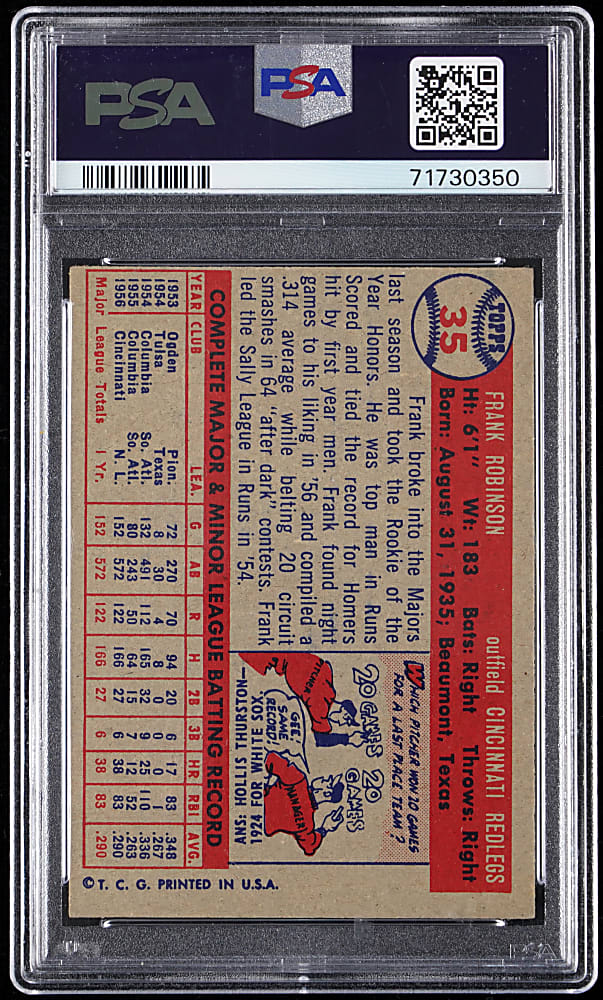 PSA
PSA
71730350
TOPPS
35
FRANK ROBINSON outfield CINCINNATI REDLEGS
Ht: 6'1" Wt: 183 Bats: Right Throws: Right
Born: August 31, 1935; Beaumont, Texas
Frank broke into the Majors
last season and took the Rookie of the
Year Honors. He was top man in Runs
Scored and tied the record for Homers
hit by first year men. Frank found night
games to his liking in '56 and compiled a
.314 average while belting 20 circuit
smashes in 64 "after dark" contests. Frank
led the Sally League in Runs in '54.
WHICH PITCHER WON 20 GAMES
FOR A LAST PLACE TEAM?
20 GAMES
20 GAMES
PITCHER
GEE, SAME RECORD!
MANAGER
ANS: HOLLIS THURSTON—
1924 FOR WHITE SOX.
COMPLETE MAJOR & MINOR LEAGUE BATTING RECORD
YEAR CLUB LEA. G AB R H 2B 3B HR RBI AVG.
1953 Ogden Pion. 72 270 70 94 20 6 17 83 .348
1954 Tulsa Texas 8 30 4 8 0 0 0 1 .267
1954 Columbia So. Atl. 132 491 112 165 32 9 25 110 .336
1955 Columbia So. Atl. 80 243 50 64 15 7 12 52 .263
1956 Cincinnati N. L. 152 572 122 166 27 6 38 83 .290
Major League Totals 1 Yr. 152 572 122 166 27 6 38 83 .290
©T. C. G. PRINTED IN U.S.A.
PSA